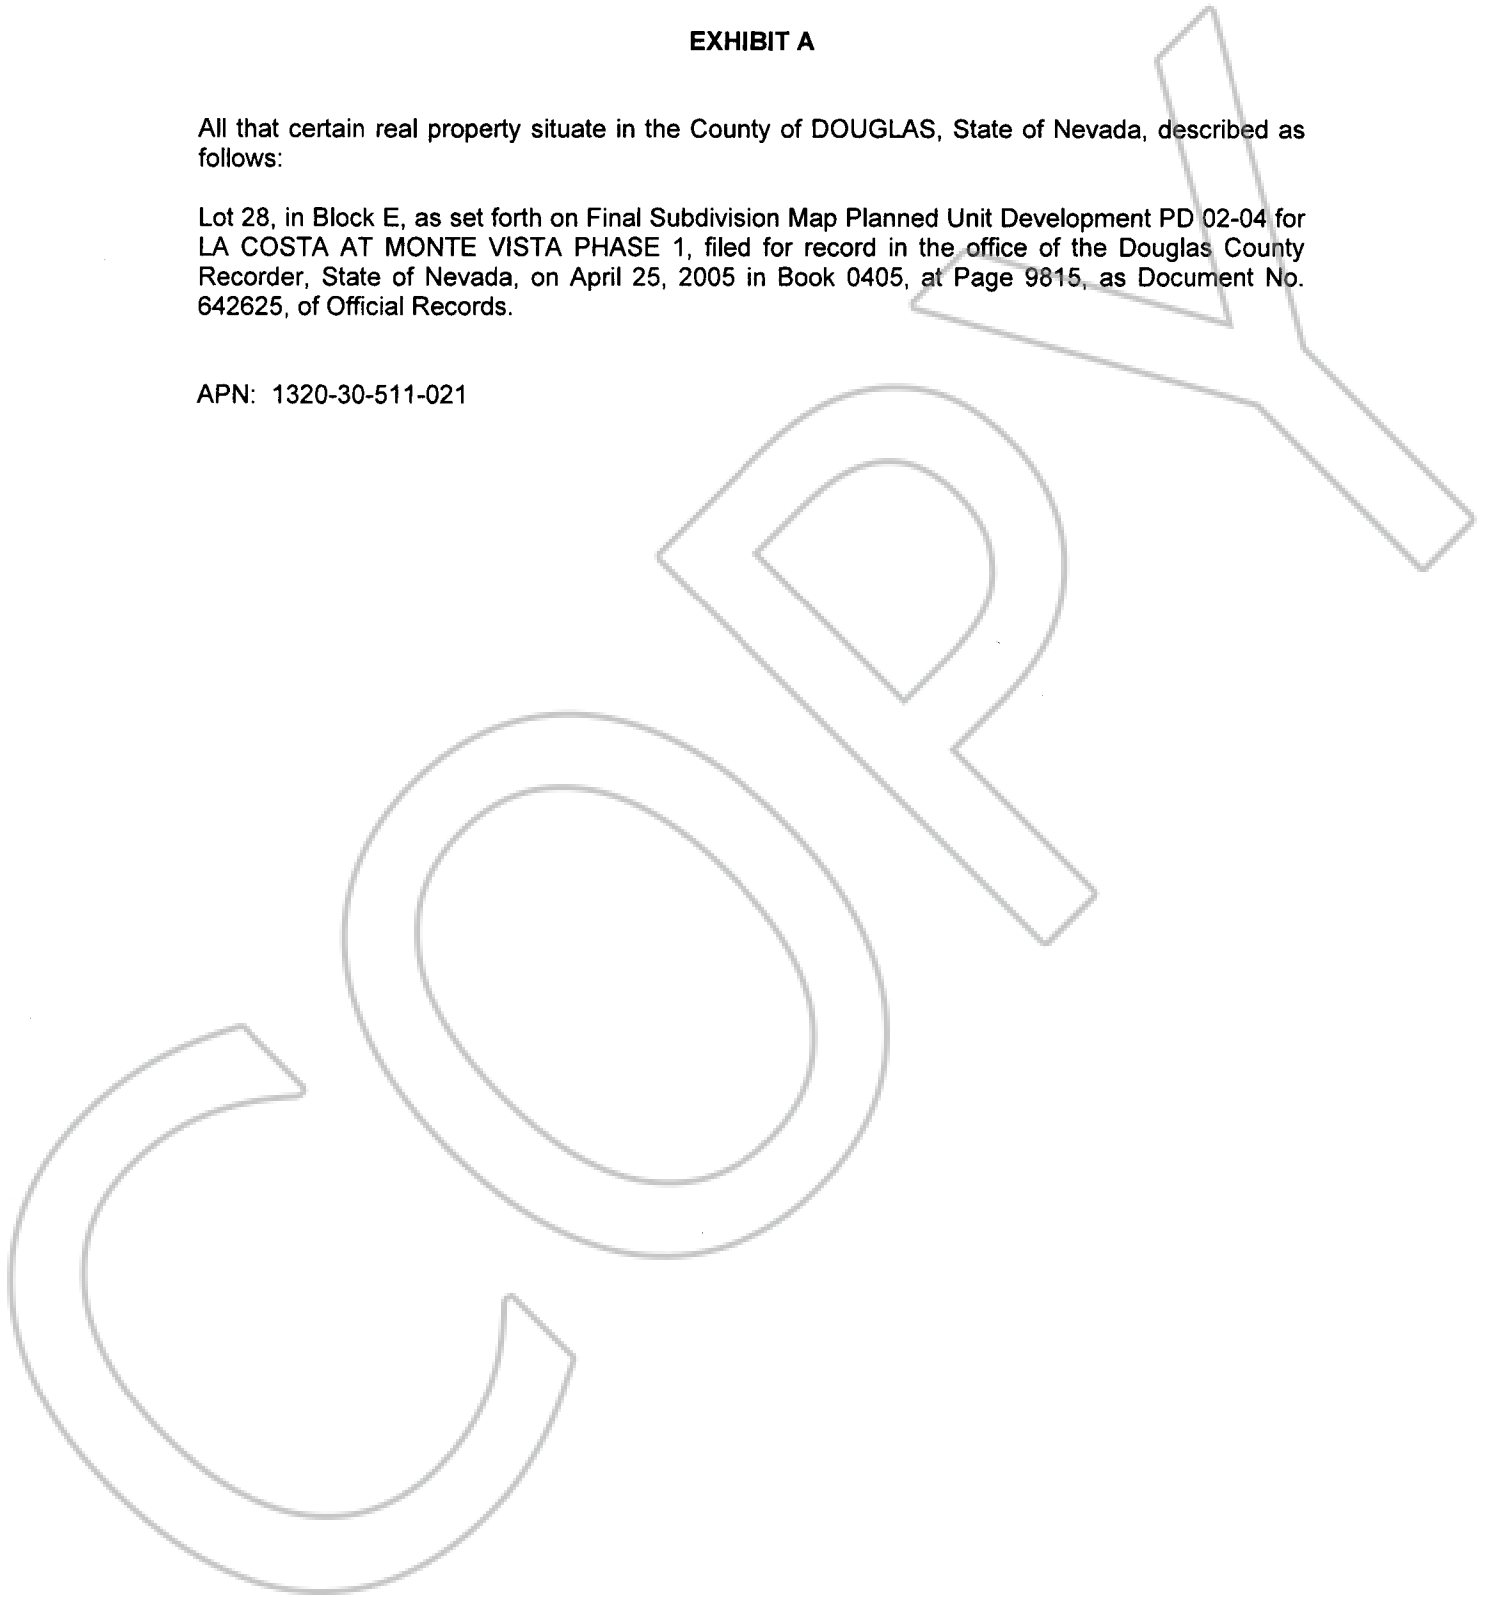 EXHIBIT A
All that certain real property situate in the County of DOUGLAS, State of Nevada, described as
follows:
Lot 28, in Block E, as set forth on Final Subdivision Map Planned Unit Development PD 02-04 for
LA COSTA AT MONTE VISTA PHASE 1, filed for record in the office of the Douglas County
Recorder, State of Nevada, on April 25, 2005 in Book 0405, at Page 9815, as Document No.
642625, of Official Records.
APN: 1320-30-511-021
COPY